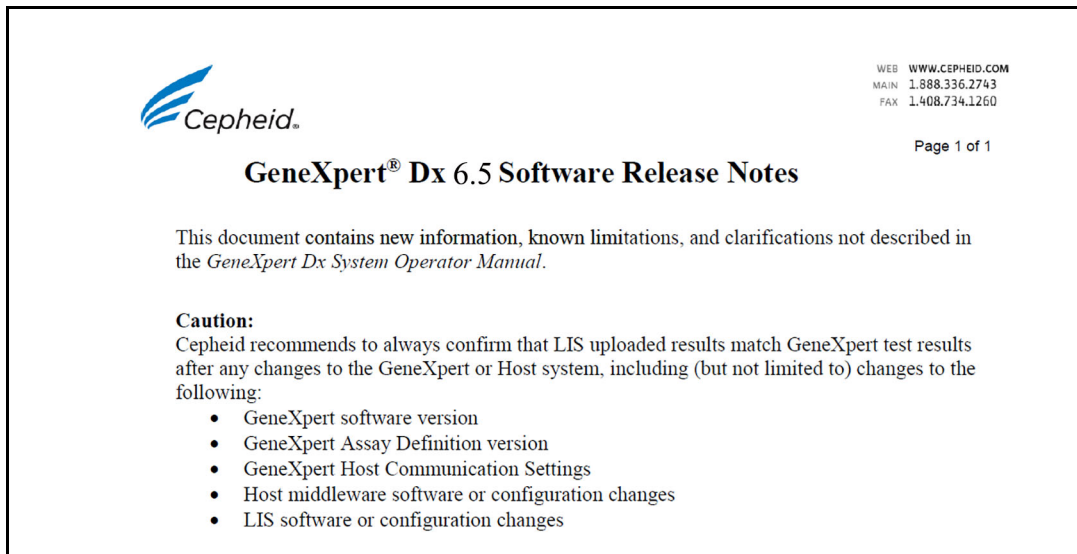 WEB WWW.CEPHEID.COM
MAIN 1.888.336.2743
FAX 1.408.734.1260
Cepheid®
Page 1 of 1
GeneXpert® Dx 6.5 Software Release Notes
This document contains new information, known limitations, and clarifications not described in
the GeneXpert Dx System Operator Manual.
Caution:
Cepheid recommends to always confirm that LIS uploaded results match GeneXpert test results
after any changes to the GeneXpert or Host system, including (but not limited to) changes to the
following:
• GeneXpert software version
• GeneXpert Assay Definition version
• GeneXpert Host Communication Settings
• Host middleware software or configuration changes
• LIS software or configuration changes